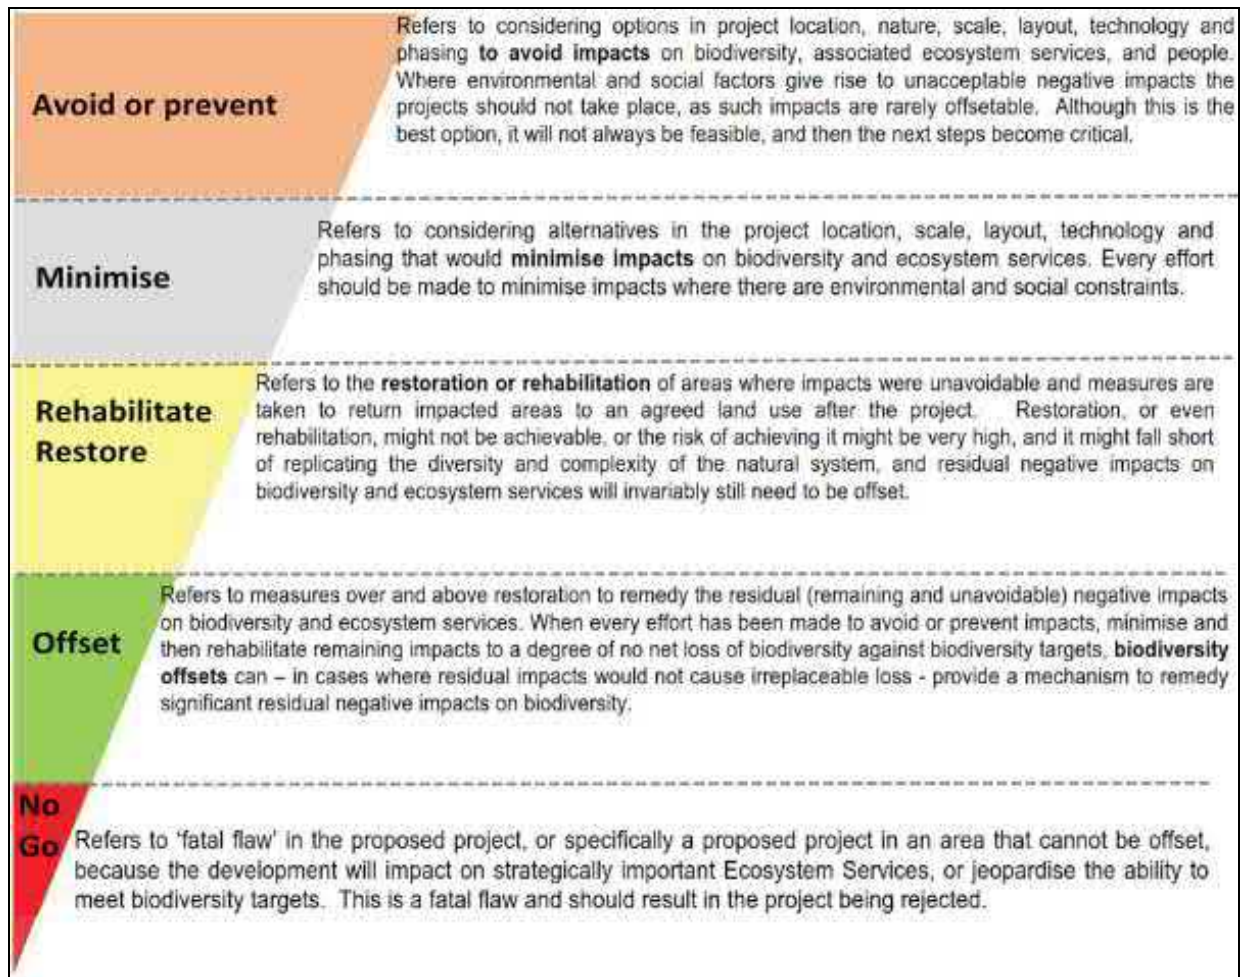 Avoid or prevent
Refers to considering options in project location, nature, scale, layout, technology and
phasing to avoid impacts on biodiversity, associated ecosystem services, and people.
Where environmental and social factors give rise to unacceptable negative impacts the
projects should not take place, as such impacts are rarely offsetable. Although this is the
best option, it will not always be feasible, and then the next steps become critical.
Minimise
Refers to considering alternatives in the project location, scale, layout, technology and
phasing that would minimise impacts on biodiversity and ecosystem services. Every effort
should be made to minimise impacts where there are environmental and social constraints.
Rehabilitate
Restore
Refers to the restoration or rehabilitation of areas where impacts were unavoidable and measures are
taken to return impacted areas to an agreed land use after the project. Restoration, or even
rehabilitation, might not be achievable, or the risk of achieving it might be very high, and it might fall short
of replicating the diversity and complexity of the natural system, and residual negative impacts on
biodiversity and ecosystem services will invariably still need to be offset.
Offset
Refers to measures over and above restoration to remedy the residual (remaining and unavoidable) negative impacts
on biodiversity and ecosystem services. When every effort has been made to avoid or prevent impacts, minimise and
then rehabilitate remaining impacts to a degree of no net loss of biodiversity against biodiversity targets, biodiversity
offsets can – in cases where residual impacts would not cause irreplaceable loss - provide a mechanism to remedy
significant residual negative impacts on biodiversity.
No
Go
Refers to ‘fatal flaw’ in the proposed project, or specifically a proposed project in an area that cannot be offset,
because the development will impact on strategically important Ecosystem Services, or jeopardise the ability to
meet biodiversity targets. This is a fatal flaw and should result in the project being rejected.